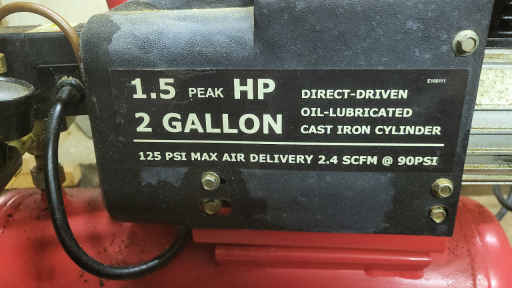 1.5 PEAK HP
2 GALLON
DIRECT-DRIVEN
OIL-LUBRICATED
CAST IRON CYLINDER
125 PSI MAX AIR DELIVERY 2.4 SCFM @ 90PSI